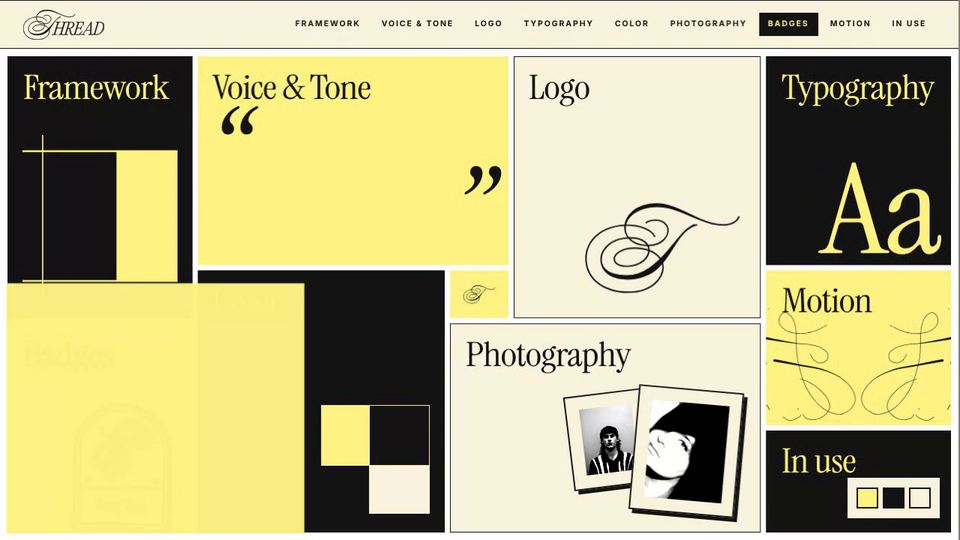 THREAD
FRAMEWORK
VOICE & TONE
LOGO
TYPOGRAPHY
COLOR
PHOTOGRAPHY
BADGES
MOTION
IN USE
Framework
Voice & Tone
“
”
Logo
T
Typography
Aa
T
Motion
Badges
Photography
In use